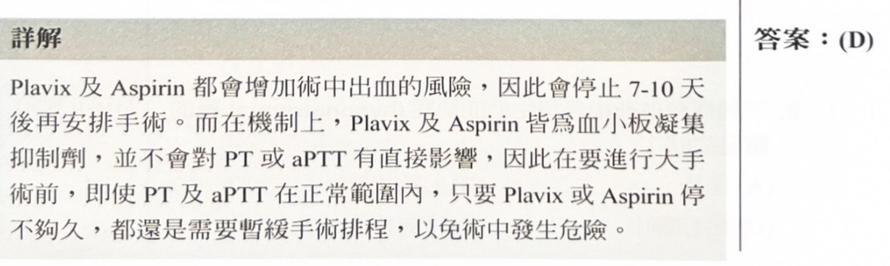 詳解
答案：(D)
Plavix 及 Aspirin 都會增加術中出血的風險，因此會停止 7-10 天
後再安排手術。而在機制上，Plavix 及 Aspirin 皆爲血小板凝集
抑制劑，並不會對 PT 或 aPTT 有直接影響，因此在要進行大手
術前，即使 PT 及 aPTT 在正常範圍內，只要 Plavix 或 Aspirin 停
不夠久，都還是需要暫緩手術排程，以免術中發生危險。